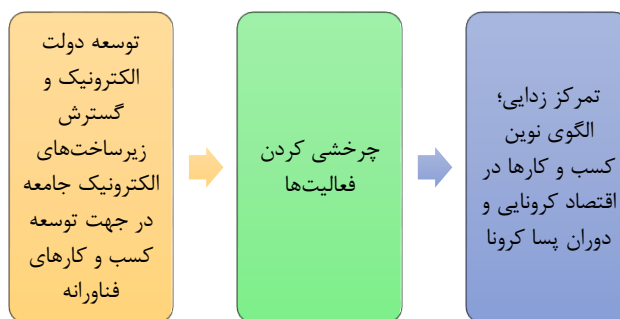 توسعه دولت
الکترونیک و
گسترش
زیرساخت‌های
الکترونیک جامعه
در جهت توسعه
کسب و کارهای
فناورانه
چرخشی کردن
فعالیت‌ها
تمرکز زدایی؛
الگوی نوین
کسب و کارها در
اقتصاد کرونایی و
دوران پسا کرونا